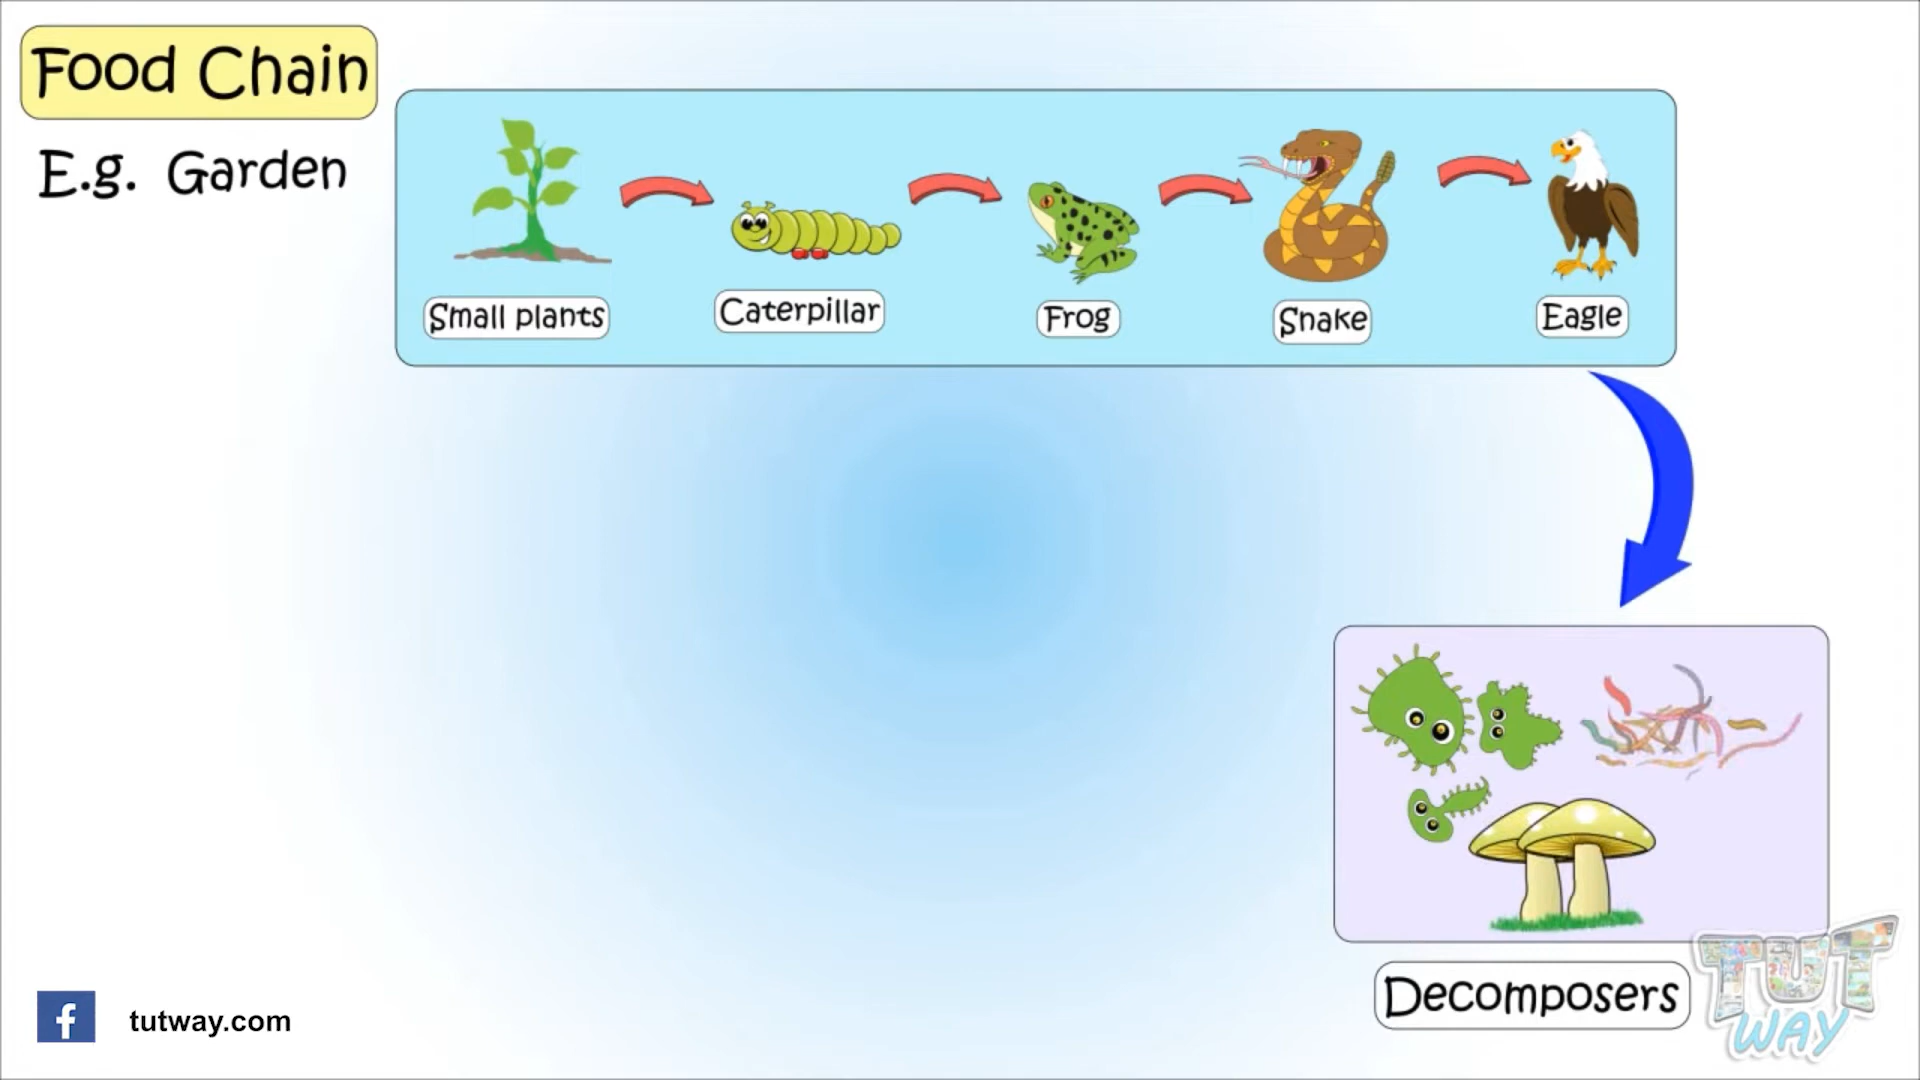 Food Chain
E.g. Garden
Small plants
Caterpillar
Frog
Snake
Eagle
Decomposers
tutway.com
TUT
WAY